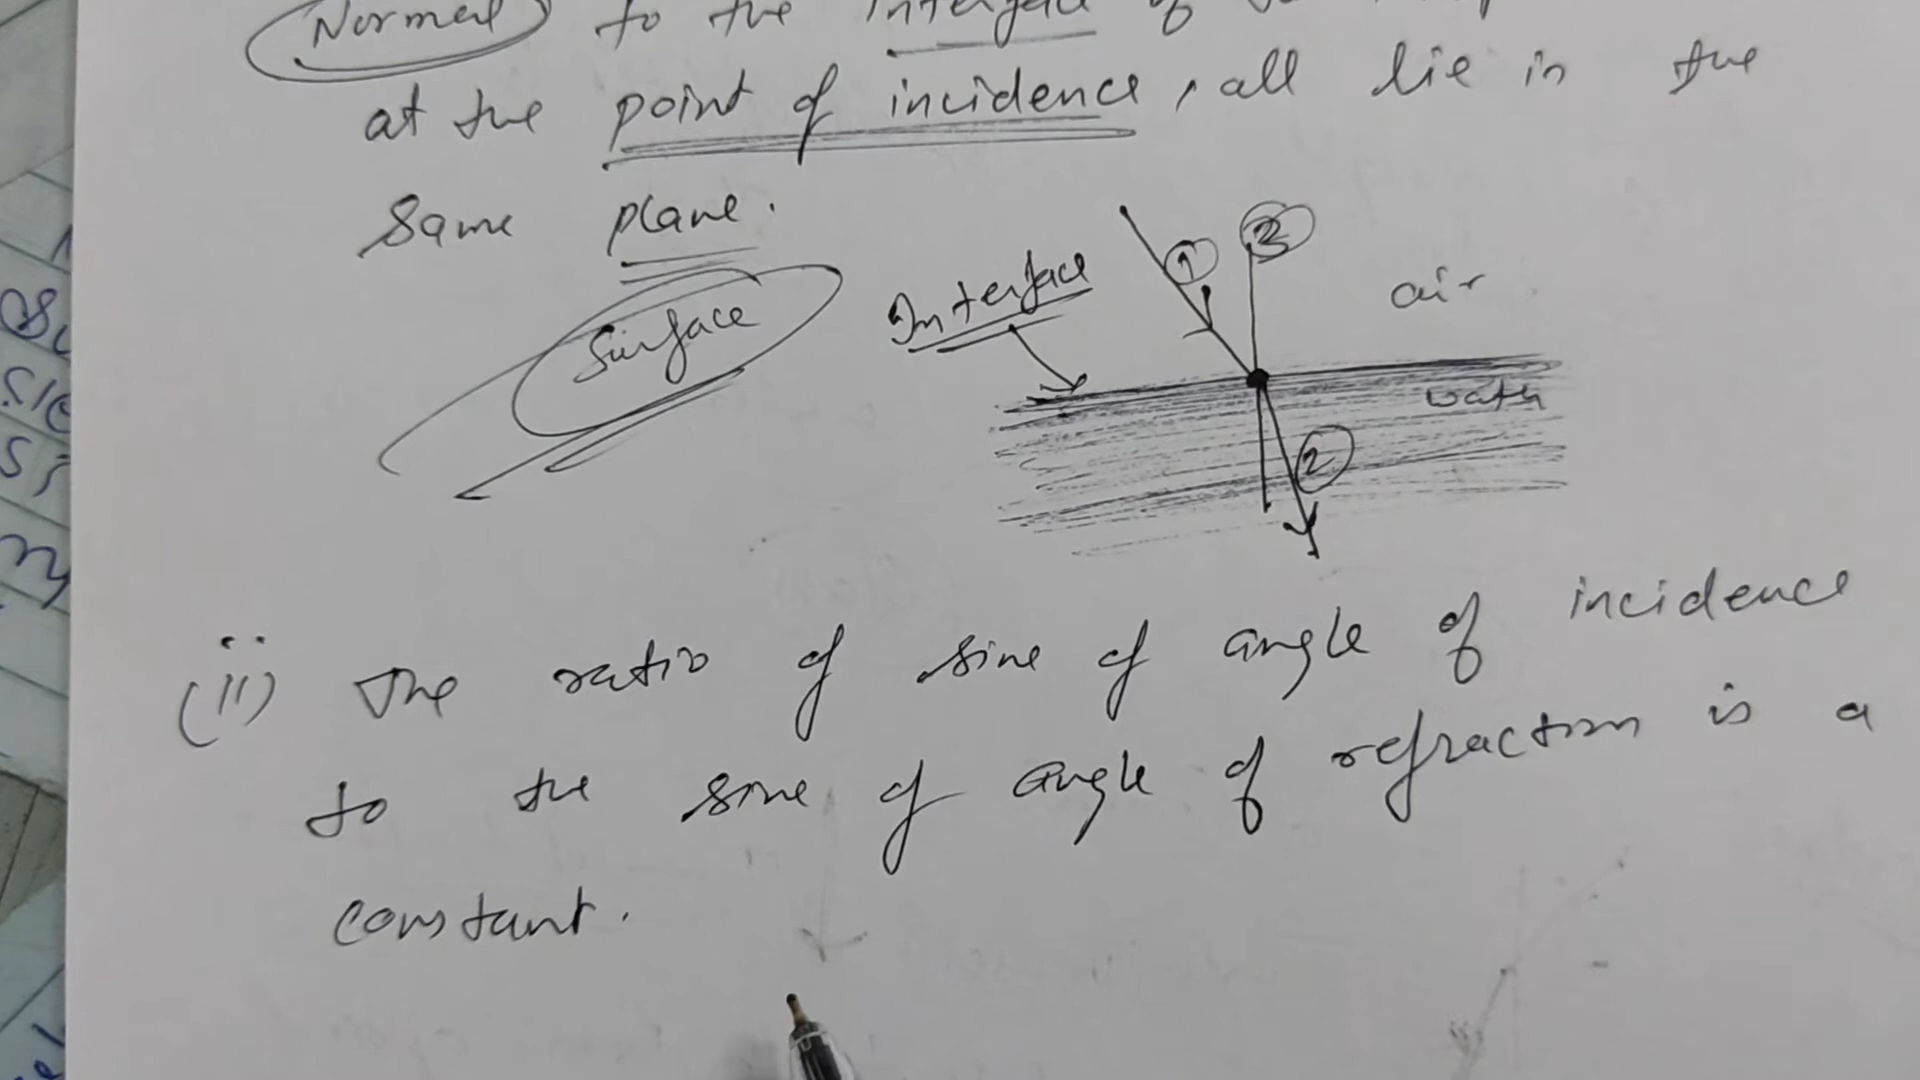 Normal to the interface of
at the point of incidence, all lie in the
same plane.
Surface
Interface
1
3
air
water
2
(ii) The ratio of sine of angle of incidence
to the sine of angle of refraction is a
constant.